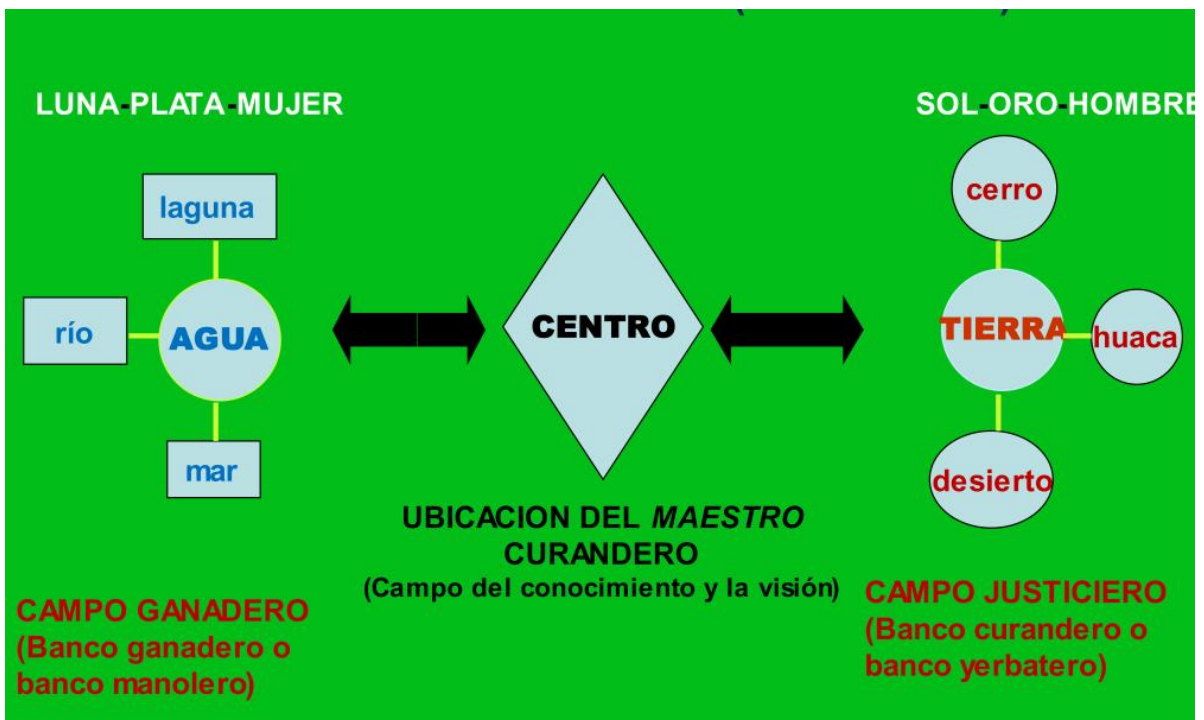 LUNA-PLATA-MUJER
SOL-ORO-HOMBRE
laguna
río
AGUA
mar
CENTRO
cerro
TIERRA
huaca
desierto
UBICACION DEL MAESTRO
CURANDERO
(Campo del conocimiento y la visión)
CAMPO GANADERO
(Banco ganadero o
banco manolero)
CAMPO JUSTICIERO
(Banco curandero o
banco yerbatero)